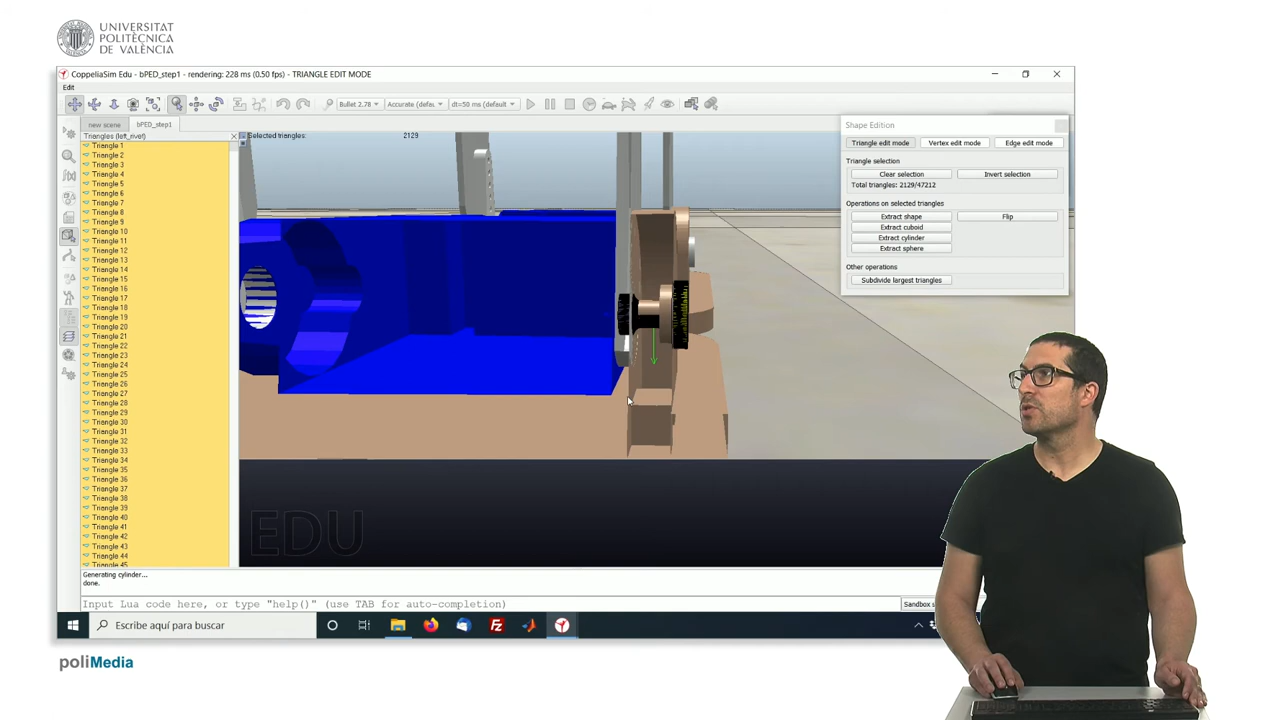 UNIVERSITAT
POLITÈCNICA
DE VALÈNCIA
CoppeliaSim Edu - bPED_step1 - rendering: 228 ms (0.50 fps) - TRIANGLE EDIT MODE
Edit
Bullet 2.78
Accurate (defau
dt=50 ms (default
new scene
bPED_step1
Triangles (left_rivet)
Selected triangles:
2129
Triangle 1
Triangle 2
Triangle 3
Triangle 4
Triangle 5
Triangle 6
Triangle 7
Triangle 8
Triangle 9
Triangle 10
Triangle 11
Triangle 12
Triangle 13
Triangle 14
Triangle 15
Triangle 16
Triangle 17
Triangle 18
Triangle 19
Triangle 20
Triangle 21
Triangle 22
Triangle 23
Triangle 24
Triangle 25
Triangle 26
Triangle 27
Triangle 28
Triangle 29
Triangle 30
Triangle 31
Triangle 32
Triangle 33
Triangle 34
Triangle 35
Triangle 36
Triangle 37
Triangle 38
Triangle 39
Triangle 40
Triangle 41
Triangle 42
Triangle 43
Triangle 44
Triangle 45
Shape Edition
Triangle edit mode
Vertex edit mode
Edge edit mode
Triangle selection
Clear selection
Invert selection
Total triangles: 2129/47212
Operations on selected triangles
Extract shape
Flip
Extract cuboid
Extract cylinder
Extract sphere
Other operations
Subdivide largest triangles
EDU
Generating cylinder...
done.
Input Lua code here, or type "help()" (use TAB for auto-completion)
Sandbox s
Escribe aquí para buscar
poliMedia